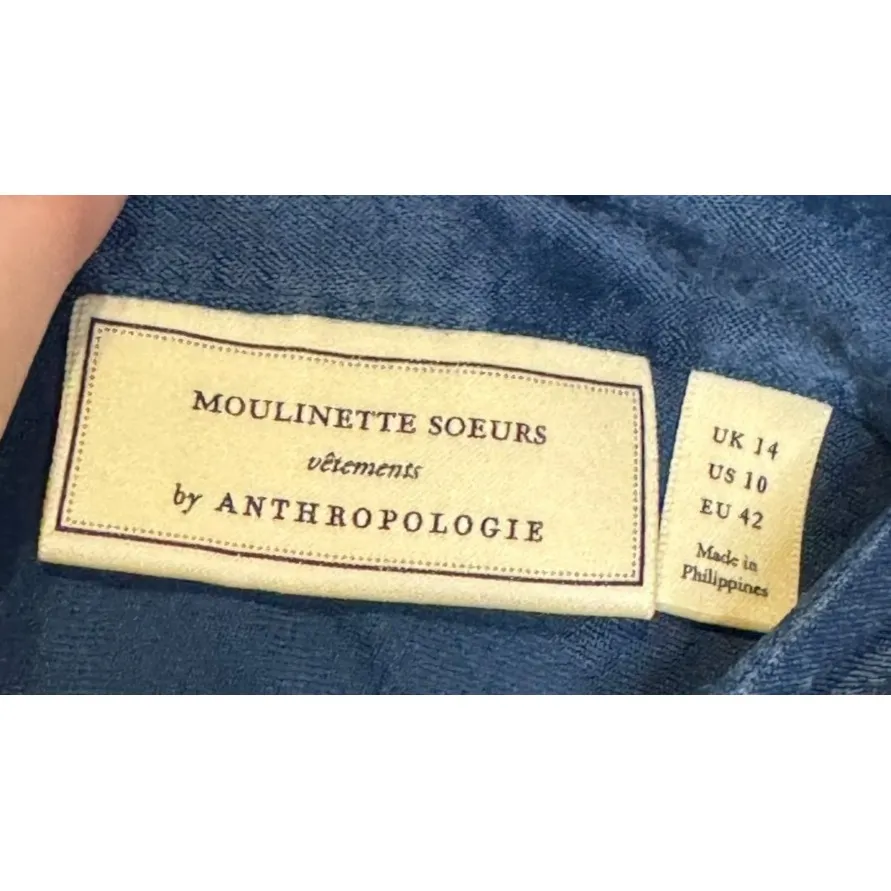 MOULINETTE SOEURS
vêtements
by ANTHROPOLOGIE
UK 14
US 10
EU 42
Made in
Philippines